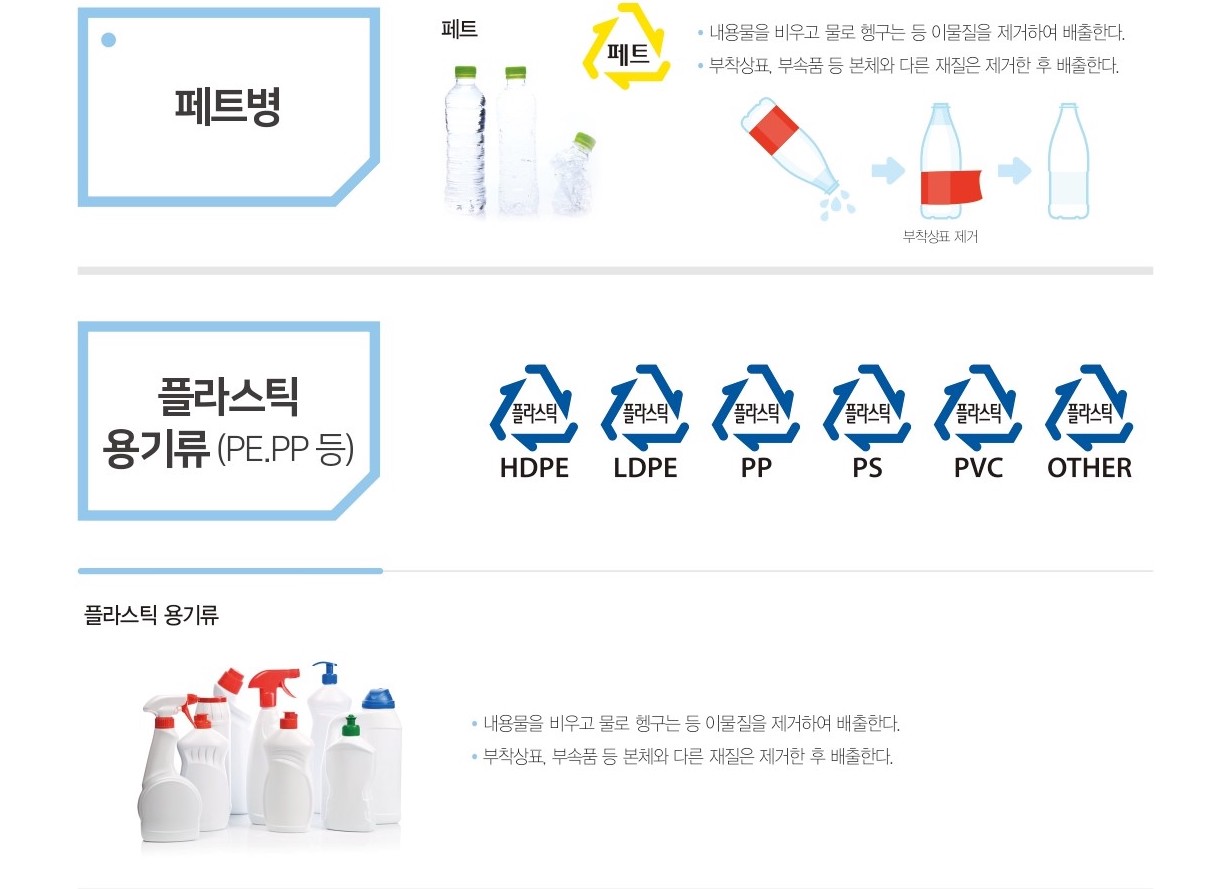 페트병
페트
페트
• 내용물을 비우고 물로 헹구는 등 이물질을 제거하여 배출한다.
• 부착상표, 부속품 등 본체와 다른 재질은 제거한 후 배출한다.
부착상표 제거
플라스틱
용기류 (PE.PP 등)
플라스틱 플라스틱 플라스틱 플라스틱 플라스틱 플라스틱
HDPE LDPE PP PS PVC OTHER
플라스틱 용기류
• 내용물을 비우고 물로 헹구는 등 이물질을 제거하여 배출한다.
• 부착상표, 부속품 등 본체와 다른 재질은 제거한 후 배출한다.